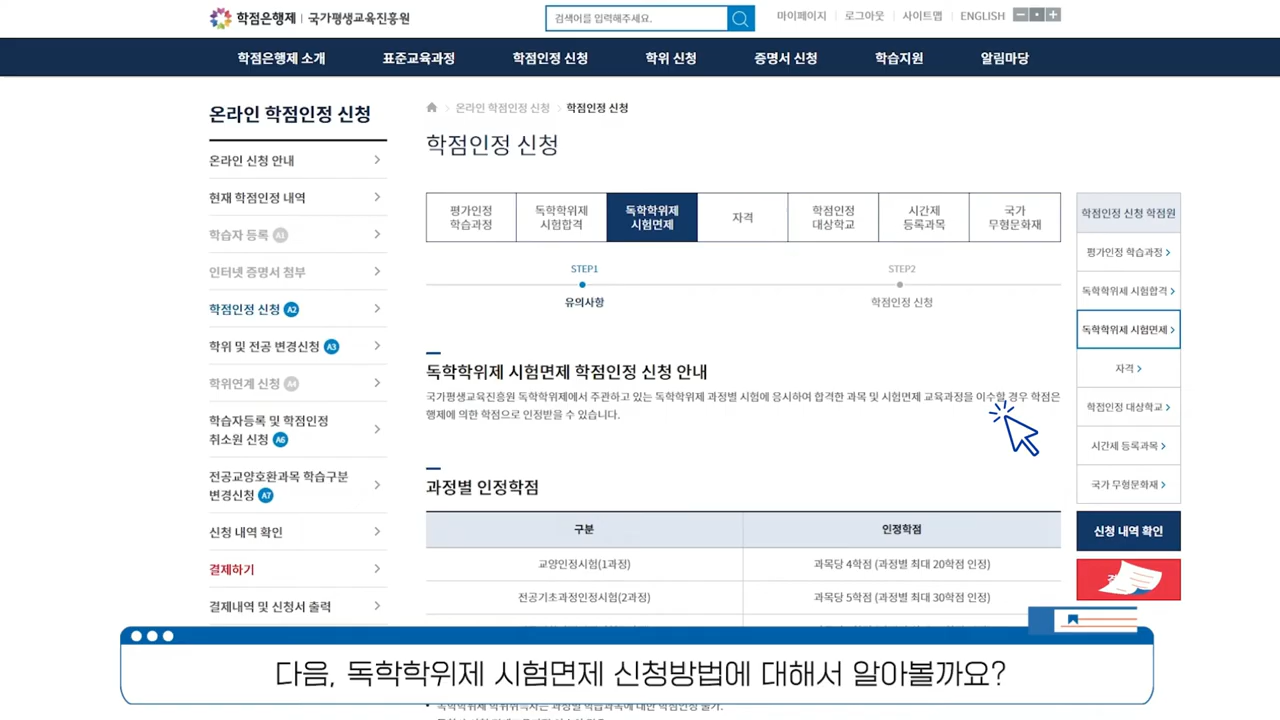 학점은행제 | 국가평생교육진흥원
검색어를 입력해주세요.
마이페이지 로그아웃 사이트맵 ENGLISH
학점은행제 소개 표준교육과정 학점인정 신청 학위 신청 증명서 신청 학습지원 알림마당
온라인 학점인정 신청
온라인 신청 안내
현재 학점인정 내역
학습자 등록 A1
인터넷 증명서 첨부
학점인정 신청 A2
학위 및 전공 변경신청 A3
학위연계 신청 A4
학습자등록 및 학점인정
취소원 신청 A6
전공교양호환과목 학습구분
변경신청 A7
신청 내역 확인
결제하기
결제내역 및 신청서 출력
온라인 학점인정 신청 > 학점인정 신청
학점인정 신청
평가인정
학습과정
독학학위제
시험합격
독학학위제
시험면제
자격
학점인정
대상학교
시간제
등록과목
국가
무형문화재
STEP1
유의사항
STEP2
학점인정 신청
독학학위제 시험면제 학점인정 신청 안내
국가평생교육진흥원 독학학위제에서 주관하고 있는 독학학위제 과정별 시험에 응시하여 합격한 과목 및 시험면제 교육과정을 이수할 경우 학점은
행제에 의한 학점으로 인정받을 수 있습니다.
과정별 인정학점
구분 인정학점
교양인정시험(1과정) 과목당 4학점 (과정별 최대 20학점 인정)
전공기초과정인정시험(2과정) 과목당 5학점 (과정별 최대 30학점 인정)
학점인정 신청 학점원
평가인정 학습과정
독학학위제 시험합격
독학학위제 시험면제
자격
학점인정 대상학교
시간제 등록과목
국가 무형문화재
신청 내역 확인
다음, 독학학위제 시험면제 신청방법에 대해서 알아볼까요?